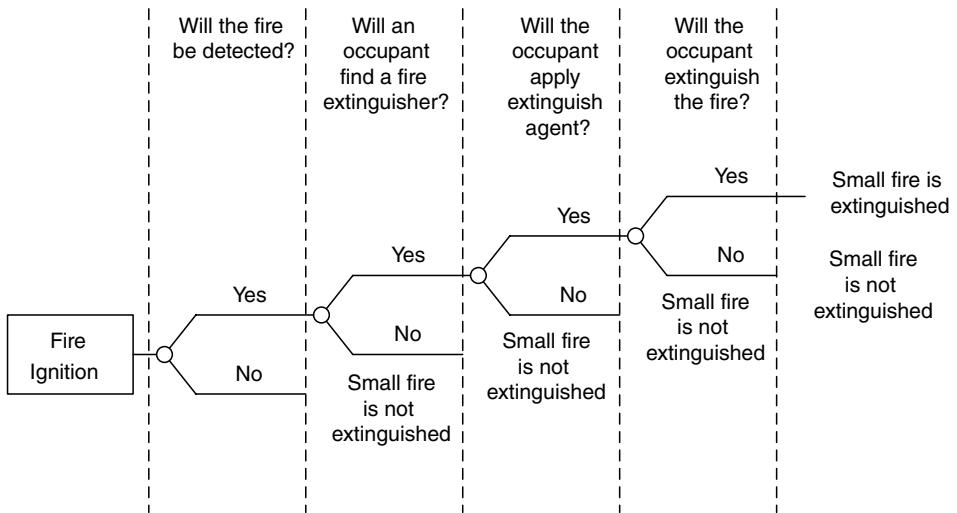 Will the fire
be detected?
Will an
occupant
find a fire
extinguisher?
Will the
occupant
apply
extinguish
agent?
Will the
occupant
extinguish
the fire?
Yes
Small fire is
extinguished
Yes
No
Small fire
is not
extinguished
Yes
No
Small fire
is not
extinguished
Yes
No
Small fire
is not
extinguished
Fire
Ignition
No
Small fire
is not
extinguished